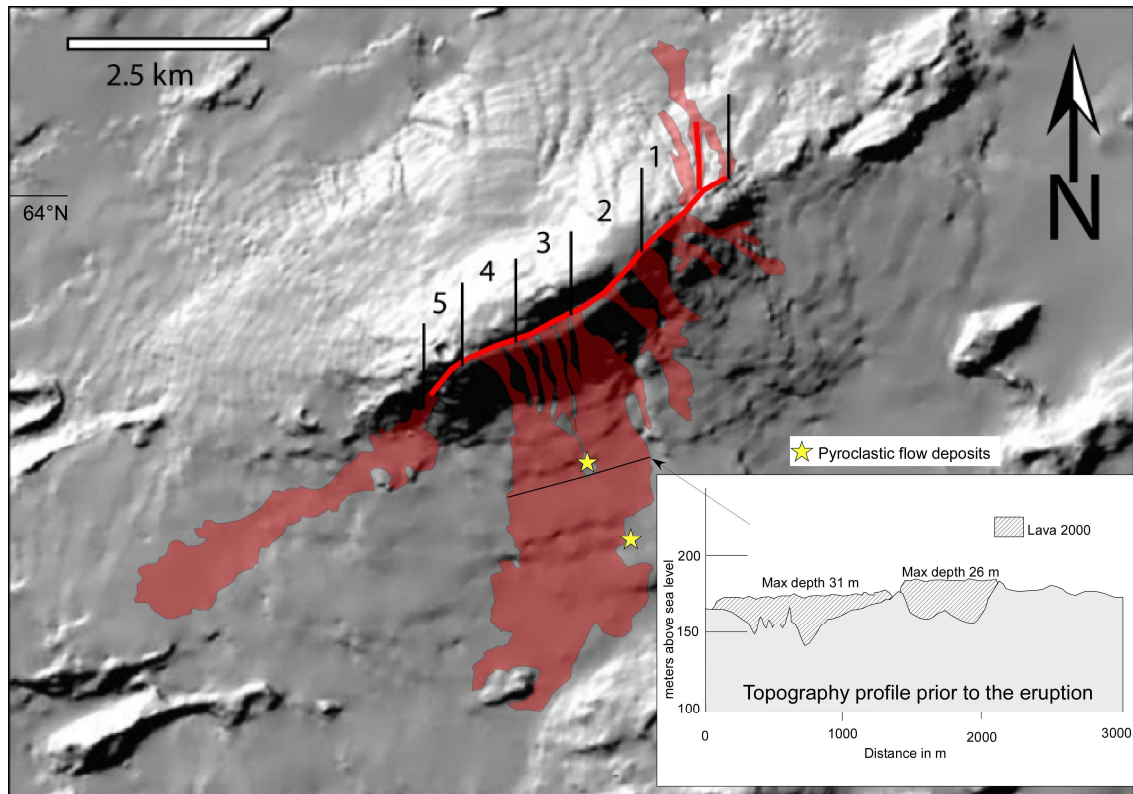 2.5 km
N
64°N
1
2
3
4
5
Pyroclastic flow deposits
Lava 2000
200
Max depth 31 m
Max depth 26 m
150
meters above sea level
Topography profile prior to the eruption
100
0
1000
2000
3000
Distance in m